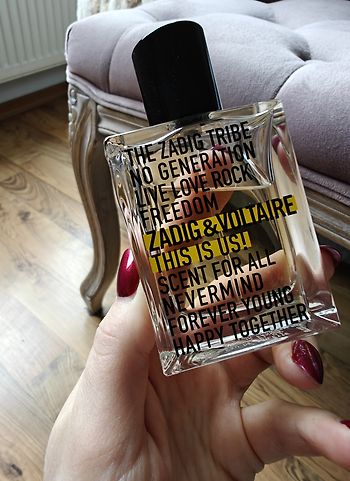 THE ZADIG TRIBE
NO GENERATION
LIVE LOVE ROCK
FREEDOM
ZADIG & VOLTAIRE
THIS IS US!
SCENT FOR ALL
NEVERMIND
FOREVER YOUNG
HAPPY TOGETHER